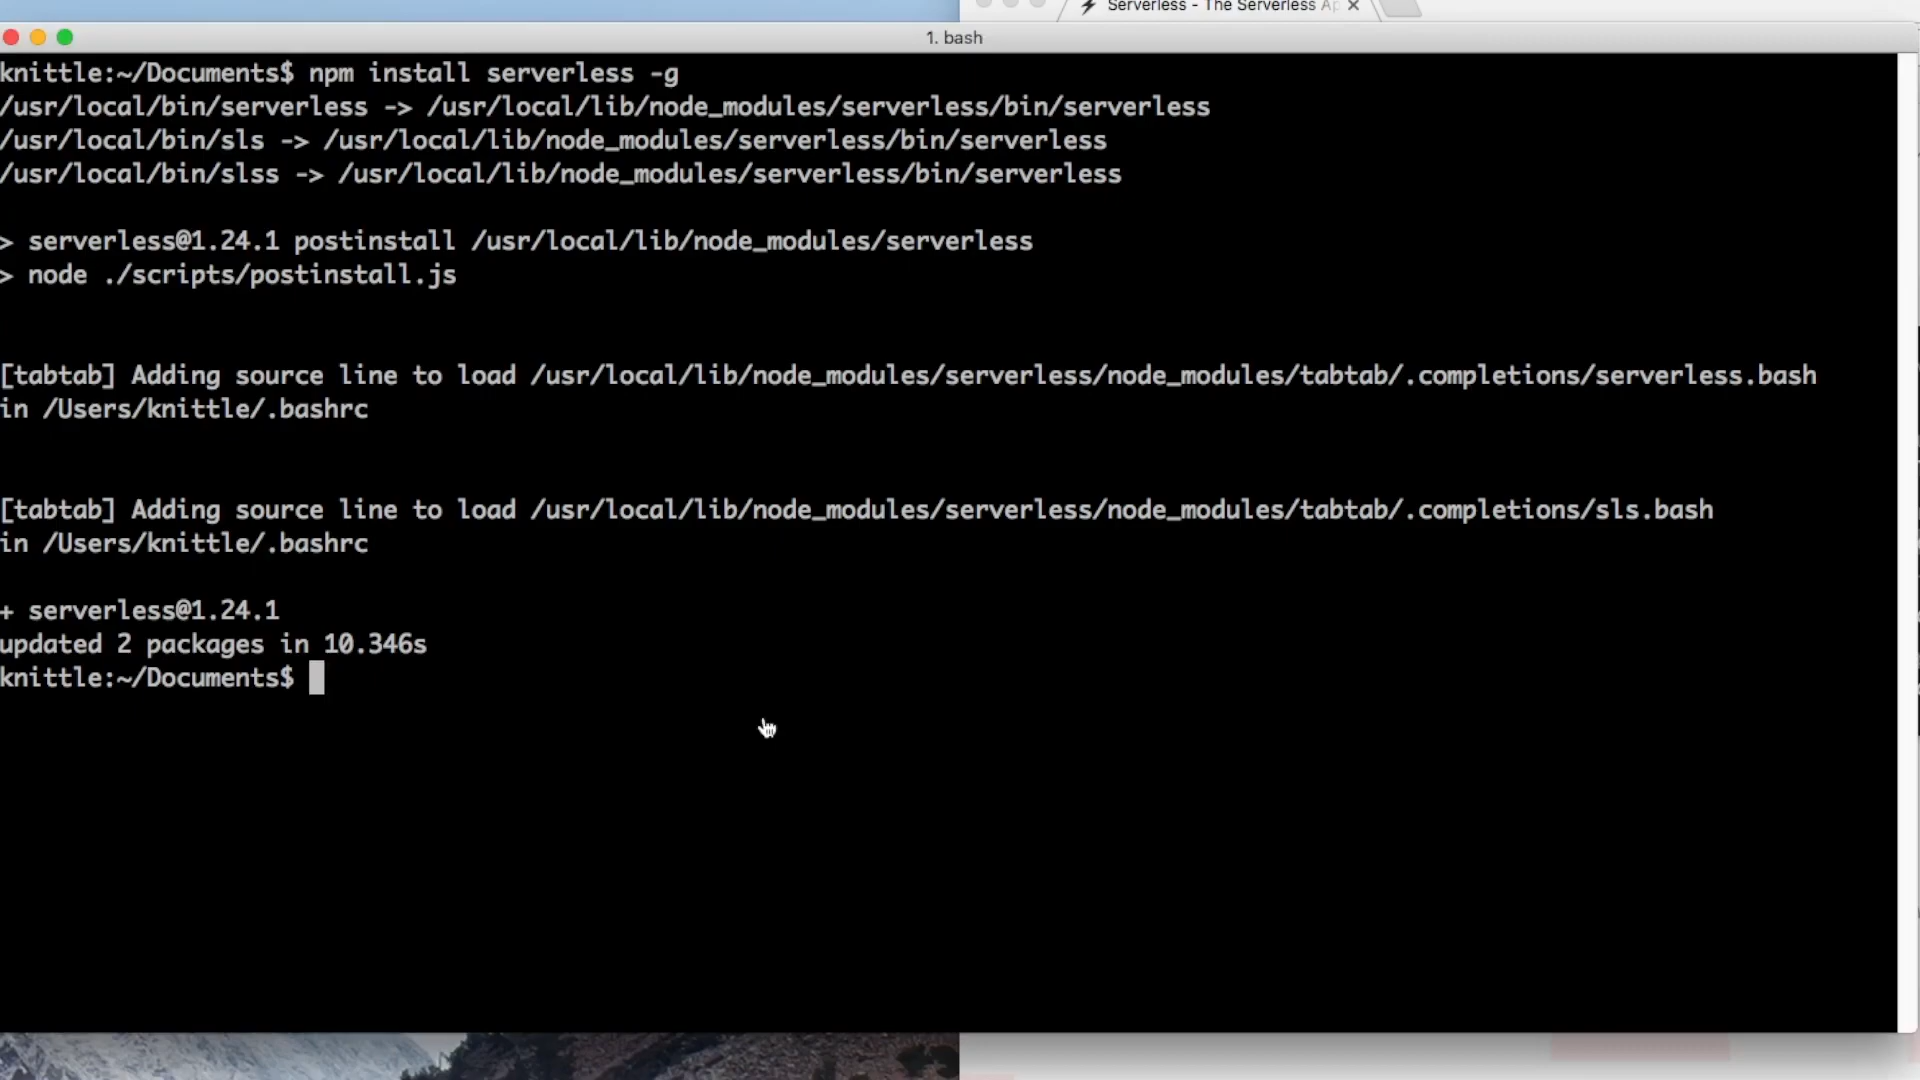 Serverless - The Serverless Ap
1. bash
knittle:~/Documents$ npm install serverless -g
/usr/local/bin/serverless -> /usr/local/lib/node_modules/serverless/bin/serverless
/usr/local/bin/sls -> /usr/local/lib/node_modules/serverless/bin/serverless
/usr/local/bin/slss -> /usr/local/lib/node_modules/serverless/bin/serverless
> serverless@1.24.1 postinstall /usr/local/lib/node_modules/serverless
> node ./scripts/postinstall.js
[tabtab] Adding source line to load /usr/local/lib/node_modules/serverless/node_modules/tabtab/.completions/serverless.bash
in /Users/knittle/.bashrc
[tabtab] Adding source line to load /usr/local/lib/node_modules/serverless/node_modules/tabtab/.completions/sls.bash
in /Users/knittle/.bashrc
+ serverless@1.24.1
updated 2 packages in 10.346s
knittle:~/Documents$